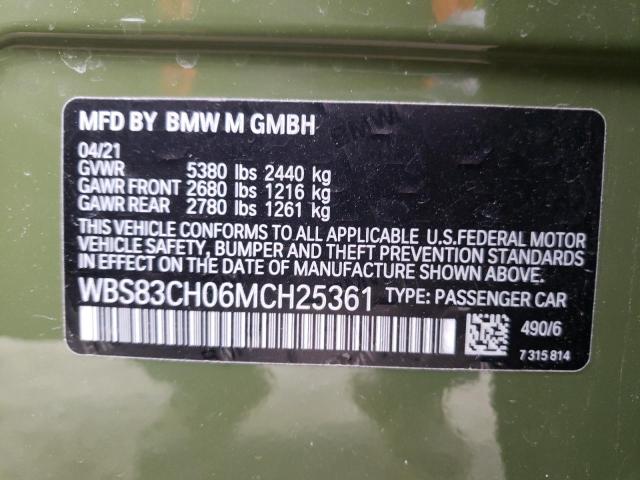 MFD BY BMW M GMBH
04/21
GVWR 5380 lbs 2440 kg
GAWR FRONT 2680 lbs 1216 kg
GAWR REAR 2780 lbs 1261 kg
THIS VEHICLE CONFORMS TO ALL APPLICABLE U.S.FEDERAL MOTOR
VEHICLE SAFETY, BUMPER AND THEFT PREVENTION STANDARDS
IN EFFECT ON THE DATE OF MANUFACTURE SHOWN ABOVE.
WBS83CH06MCH25361 TYPE: PASSENGER CAR
490/6
7 315 814